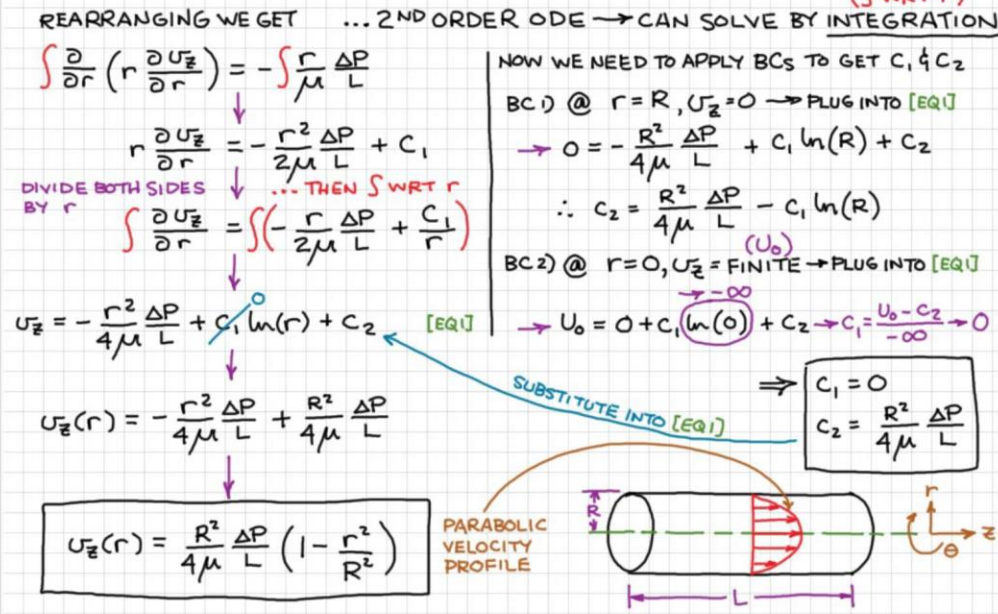 REARRANGING WE GET ... 2ND ORDER ODE → CAN SOLVE BY INTEGRATION
∫ ∂/∂r (r ∂υz/∂r) = -∫ r/μ ΔP/L
r ∂υz/∂r = - r²/2μ ΔP/L + C₁
DIVIDE BOTH SIDES
BY r
... THEN ∫ WRT r
∫ ∂υz/∂r = ∫(- r/2μ ΔP/L + C₁/r)
υz = - r²/4μ ΔP/L + C₁ ln(r) + C₂ [EQ1]
0
υz(r) = - r²/4μ ΔP/L + R²/4μ ΔP/L
υz(r) = R²/4μ ΔP/L (1 - r²/R²)
NOW WE NEED TO APPLY BCs TO GET C₁ & C₂
BC 1) @ r=R, υz=0 → PLUG INTO [EQ1]
→ 0 = - R²/4μ ΔP/L + C₁ ln(R) + C₂
∴ C₂ = R²/4μ ΔP/L - C₁ ln(R)
(U₀)
BC 2) @ r=0, υz = FINITE → PLUG INTO [EQ1]
→ -∞
→ U₀ = 0 + C₁ ln(0) + C₂ → C₁ = U₀ - C₂/-∞ → 0
⇒ C₁ = 0
C₂ = R²/4μ ΔP/L
SUBSTITUTE INTO [EQ1]
PARABOLIC
VELOCITY
PROFILE
R
L
r
z
θ